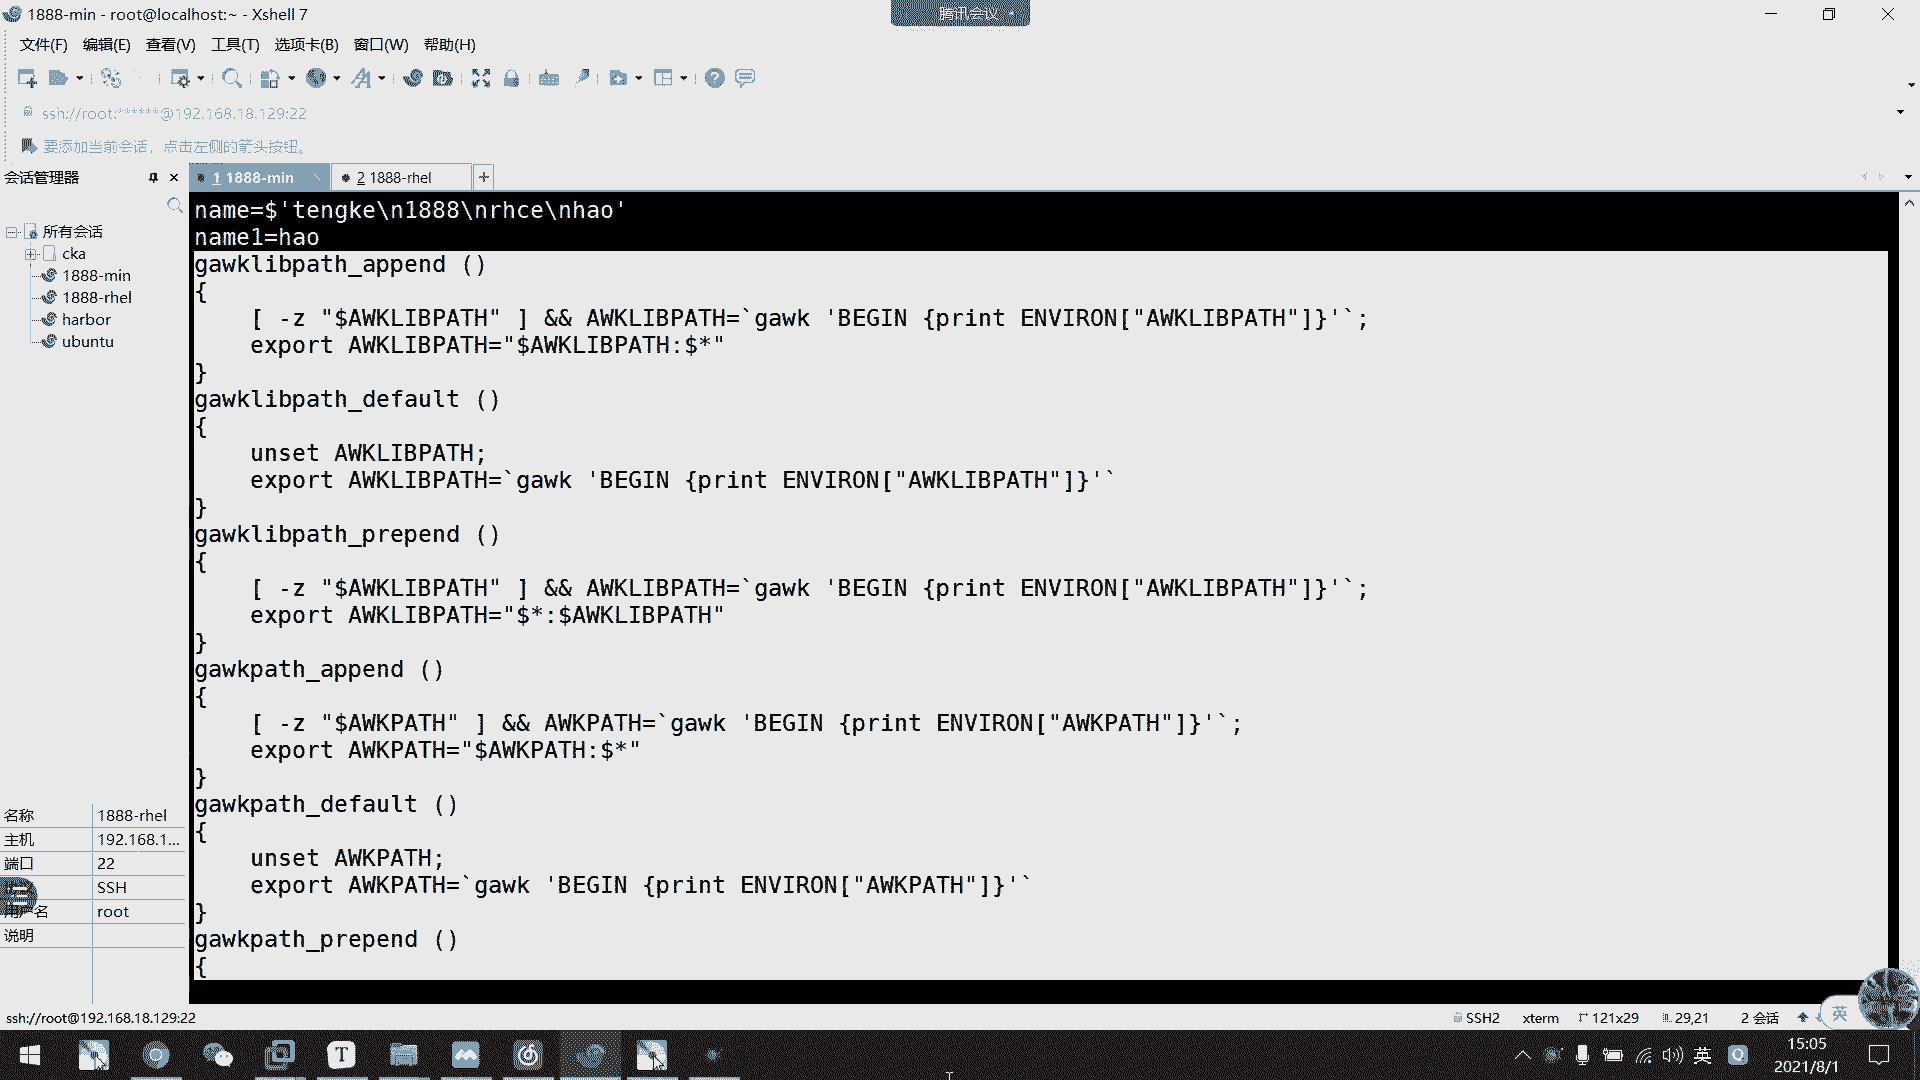 1888-min - root@localhost:~ - Xshell 7
腾讯会议
文件(F) 编辑(E) 查看(V) 工具(T) 选项卡(B) 窗口(W) 帮助(H)
ssh://root:******@192.168.18.129:22
要添加当前会话，点击左侧的箭头按钮。
会话管理器
1 1888-min
2 1888-rhel
+
所有会话
cka
1888-min
1888-rhel
harbor
ubuntu
name=$'tengke\n1888\nrhce\nhao'
name1=hao
gawklibpath_append ()
{
    [ -z "$AWKLIBPATH" ] && AWKLIBPATH=`gawk 'BEGIN {print ENVIRON["AWKLIBPATH"]}'`;
    export AWKLIBPATH="$AWKLIBPATH:$*"
}
gawklibpath_default ()
{
    unset AWKLIBPATH;
    export AWKLIBPATH=`gawk 'BEGIN {print ENVIRON["AWKLIBPATH"]}'`
}
gawklibpath_prepend ()
{
    [ -z "$AWKLIBPATH" ] && AWKLIBPATH=`gawk 'BEGIN {print ENVIRON["AWKLIBPATH"]}'`;
    export AWKLIBPATH="$*:$AWKLIBPATH"
}
gawkpath_append ()
{
    [ -z "$AWKPATH" ] && AWKPATH=`gawk 'BEGIN {print ENVIRON["AWKPATH"]}'`;
    export AWKPATH="$AWKPATH:$*"
}
gawkpath_default ()
{
    unset AWKPATH;
    export AWKPATH=`gawk 'BEGIN {print ENVIRON["AWKPATH"]}'`
}
gawkpath_prepend ()
{
名称 1888-rhel
主机 192.168.1...
端口 22
SSH
用户名 root
说明
ssh://root@192.168.18.129:22
SSH2 xterm 121x29 29,21 2 会话
英
英
15:05
2021/8/1